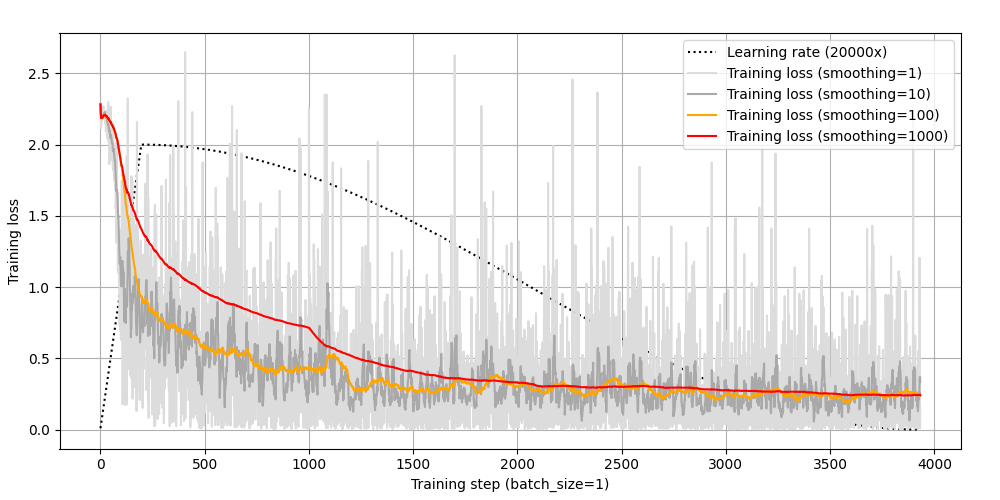 Learning rate (20000x)
Training loss (smoothing=1)
Training loss (smoothing=10)
Training loss (smoothing=100)
Training loss (smoothing=1000)
Training loss
2.5
2.0
1.5
1.0
0.5
0.0
0 500 1000 1500 2000 2500 3000 3500 4000
Training step (batch_size=1)